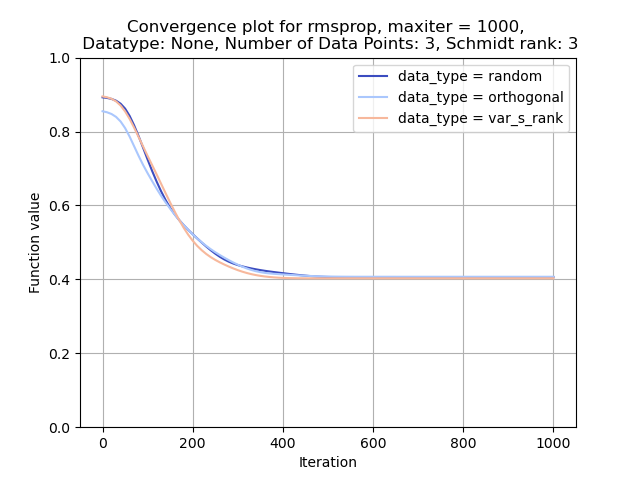 Convergence plot for rmsprop, maxiter = 1000,
Datatype: None, Number of Data Points: 3, Schmidt rank: 3
1.0
0.8
0.6
0.4
0.2
0.0
Function value
data_type = random
data_type = orthogonal
data_type = var_s_rank
0 200 400 600 800 1000
Iteration